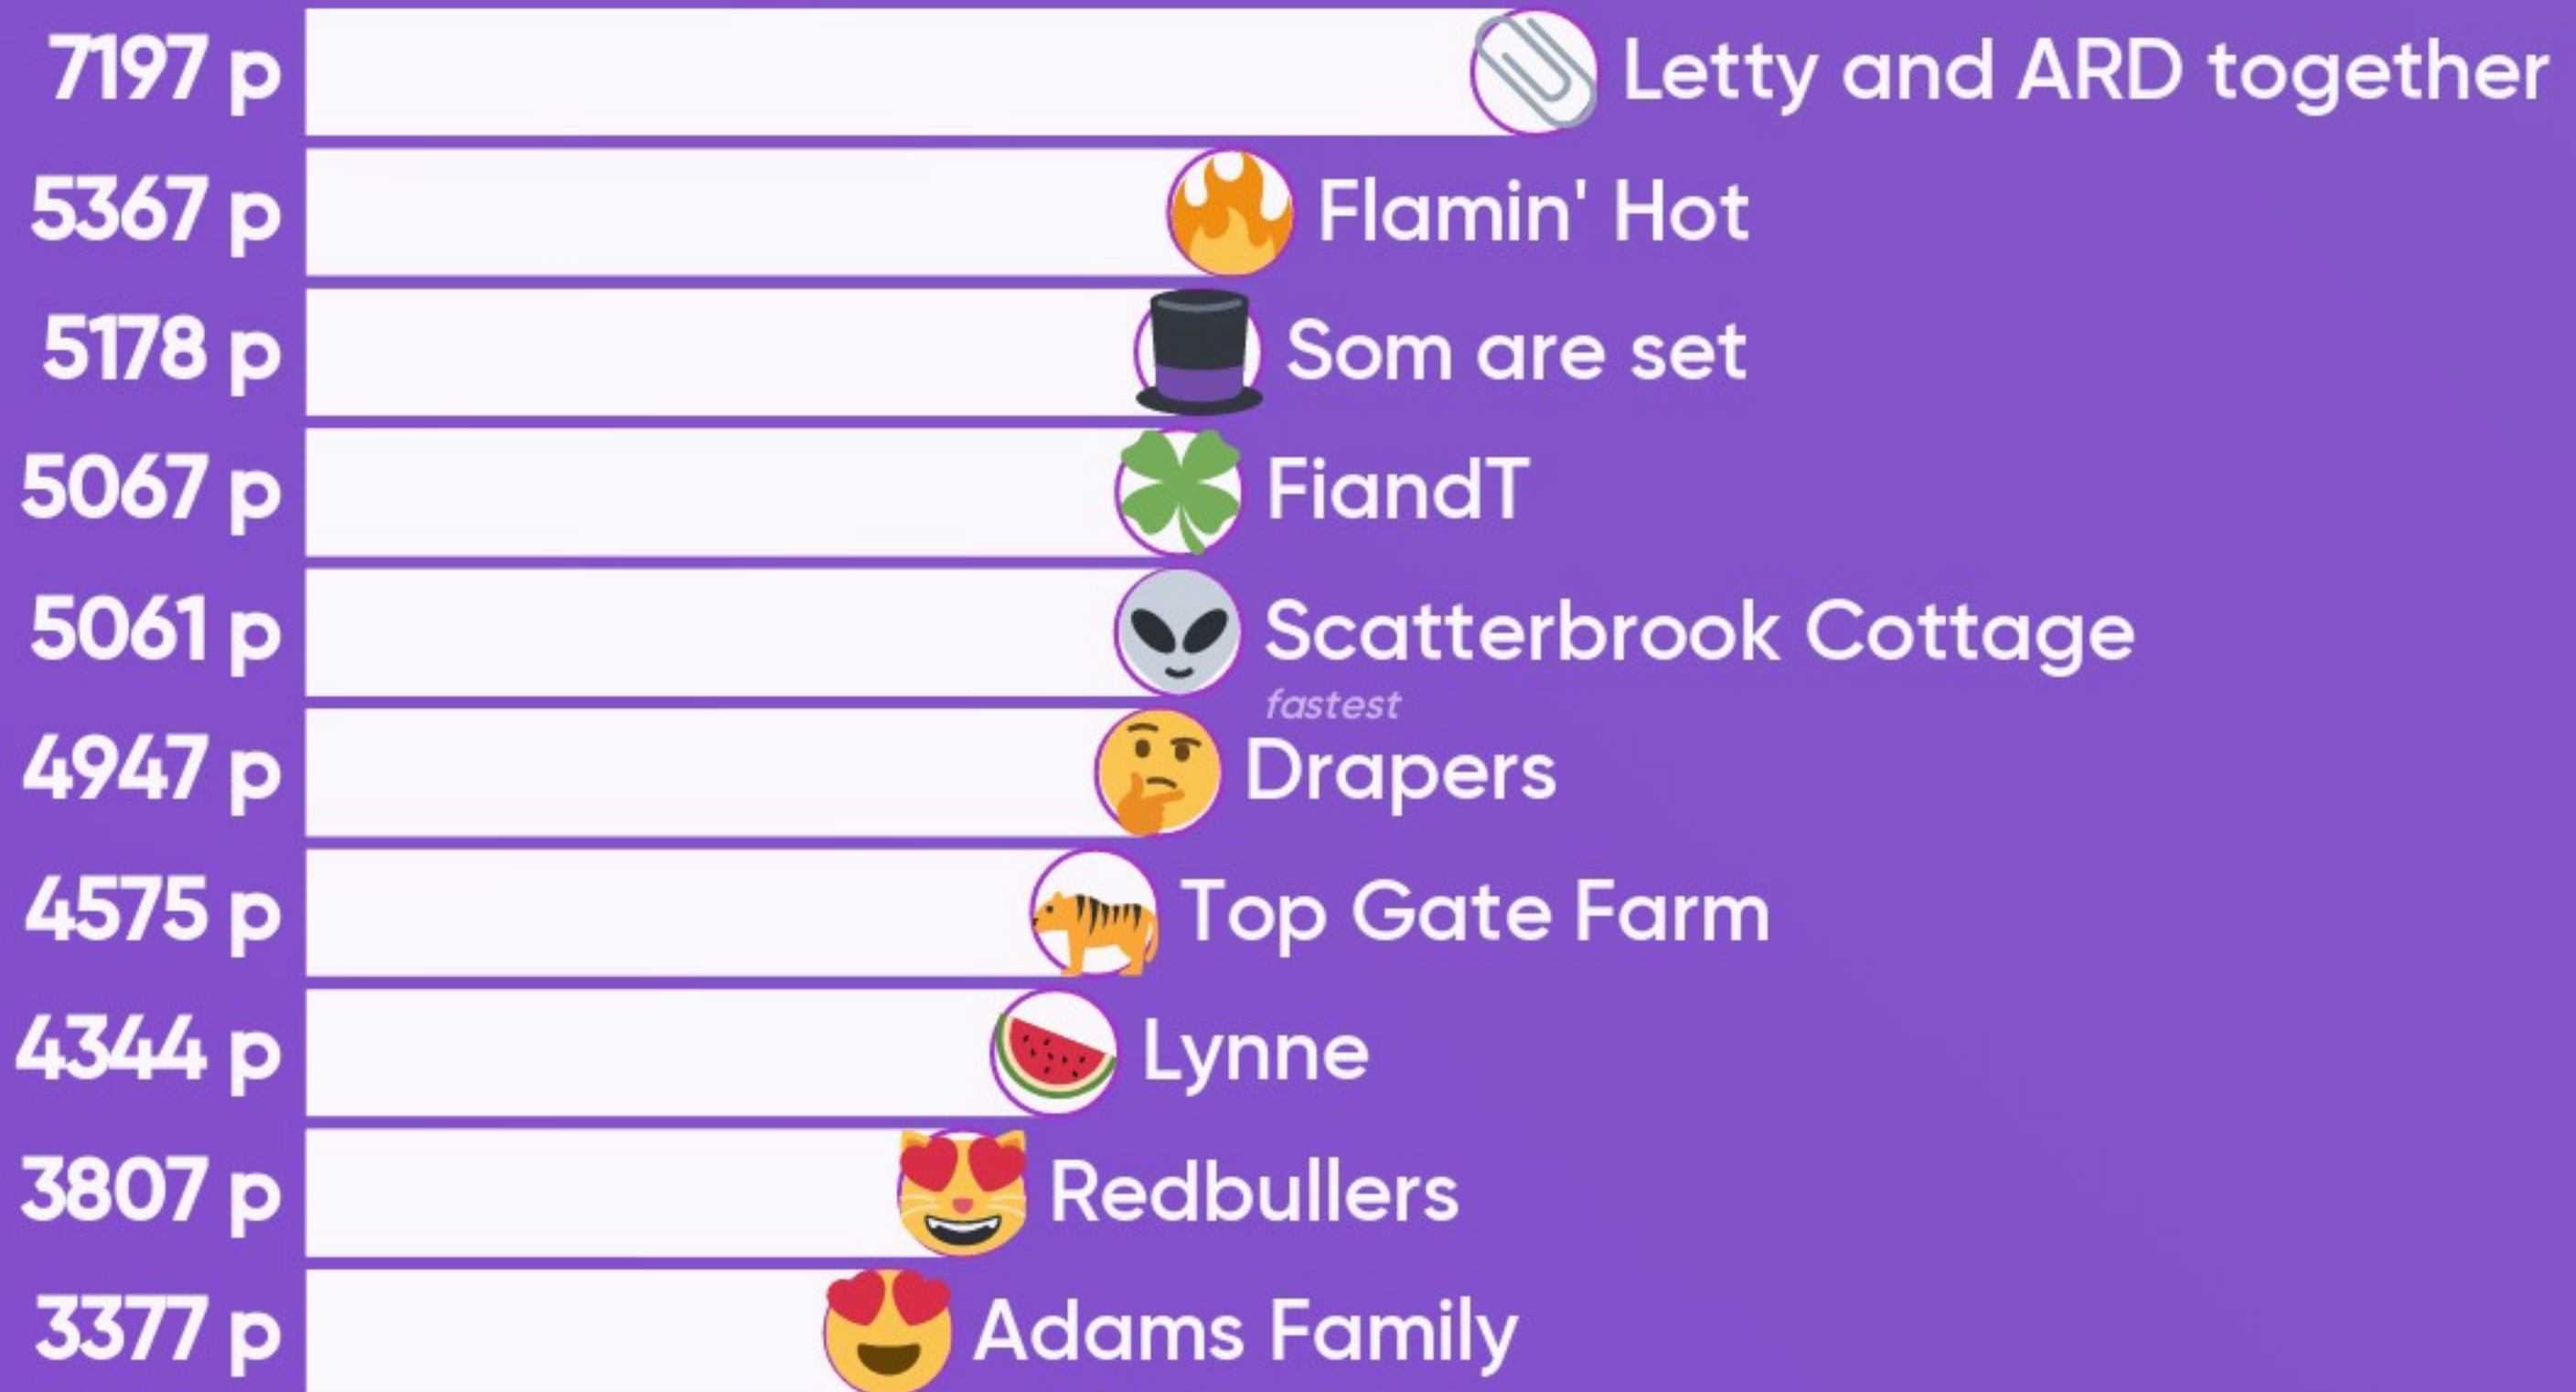 7197 p Letty and ARD together
5367 p Flamin' Hot
5178 p Som are set
5067 p FiandT
5061 p Scatterbrook Cottage
fastest
4947 p Drapers
4575 p Top Gate Farm
4344 p Lynne
3807 p Redbullers
3377 p Adams Family